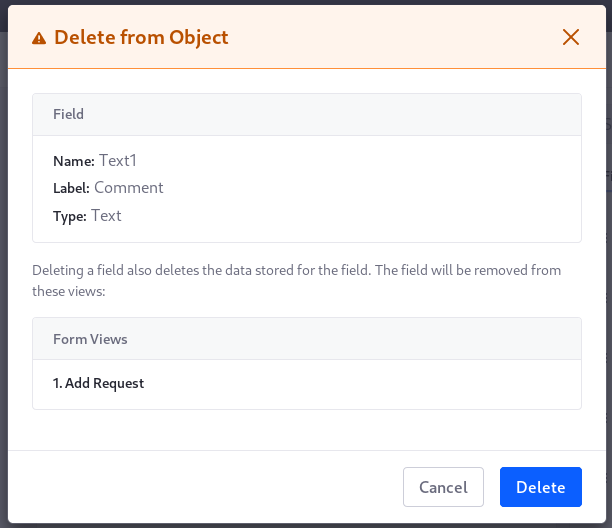 Delete from Object
Field
Name: Text1
Label: Comment
Type: Text
Deleting a field also deletes the data stored for the field. The field will be removed from
these views:
Form Views
1. Add Request
Cancel
Delete